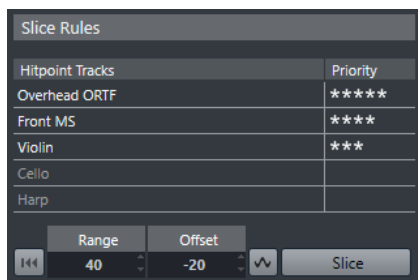 Slice Rules
Hitpoint Tracks Priority
Overhead ORTF *****
Front MS ****
Violin ***
Cello
Harp
Range Offset
40 -20 Slice